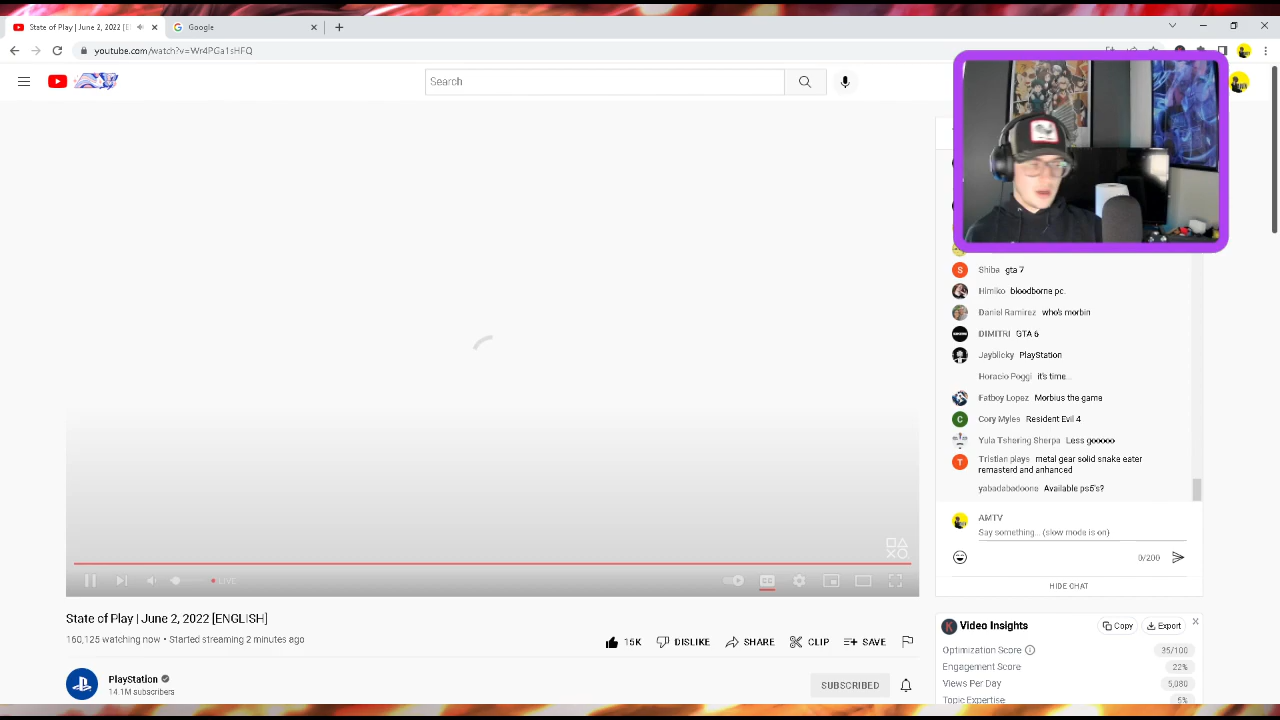 State of Play | June 2, 2022 [E
Google
youtube.com/watch?v=Wr4PGa1sHFQ
Search
Shiba gta 7
Himiko bloodborne pc.
Daniel Ramirez who's morbin
DIMITRI GTA 6
Jayblicky PlayStation
Horacio Poggi it's time...
Fatboy Lopez Morbius the game
C Cory Myles Resident Evil 4
Yula Tshering Sherpa Less gooooo
Tristian plays metal gear solid snake eater
remasterd and anhanced
yabadabadoone Available ps5's?
AMTV
Say something... (slow mode is on)
0/200
HIDE CHAT
LIVE
State of Play | June 2, 2022 [ENGLISH]
160,125 watching now • Started streaming 2 minutes ago
15K DISLIKE SHARE CLIP SAVE
PlayStation
14.1M subscribers
SUBSCRIBED
Video Insights Copy Export
Optimization Score 35/100
Engagement Score 22%
Views Per Day 5,080
Topic Expertise 5%